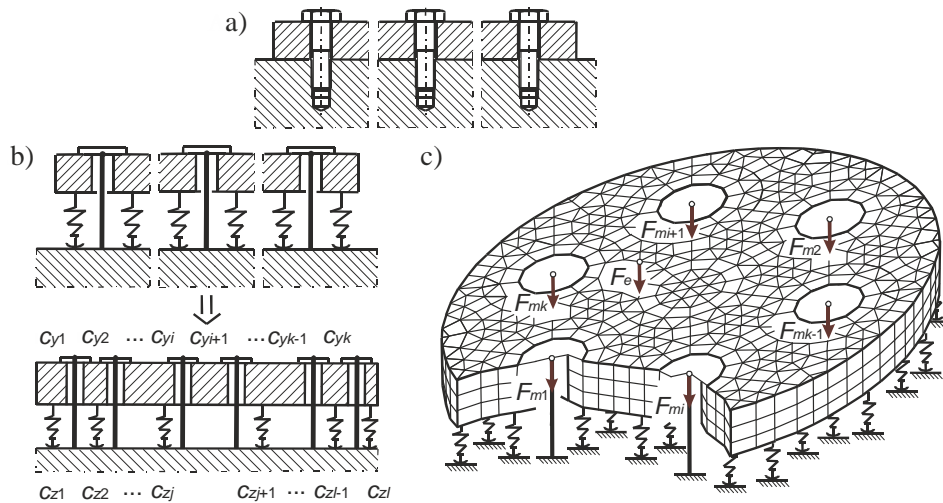 a)
b)
c)
cy1 cy2 ... cyi cyi+1 ...cyk-1 cyk
cz1 cz2 ... czj czj+1 ... czl-1 czl
Fmi+1
Fm2
Fe
Fmk
Fmk-1
Fm1
Fmi